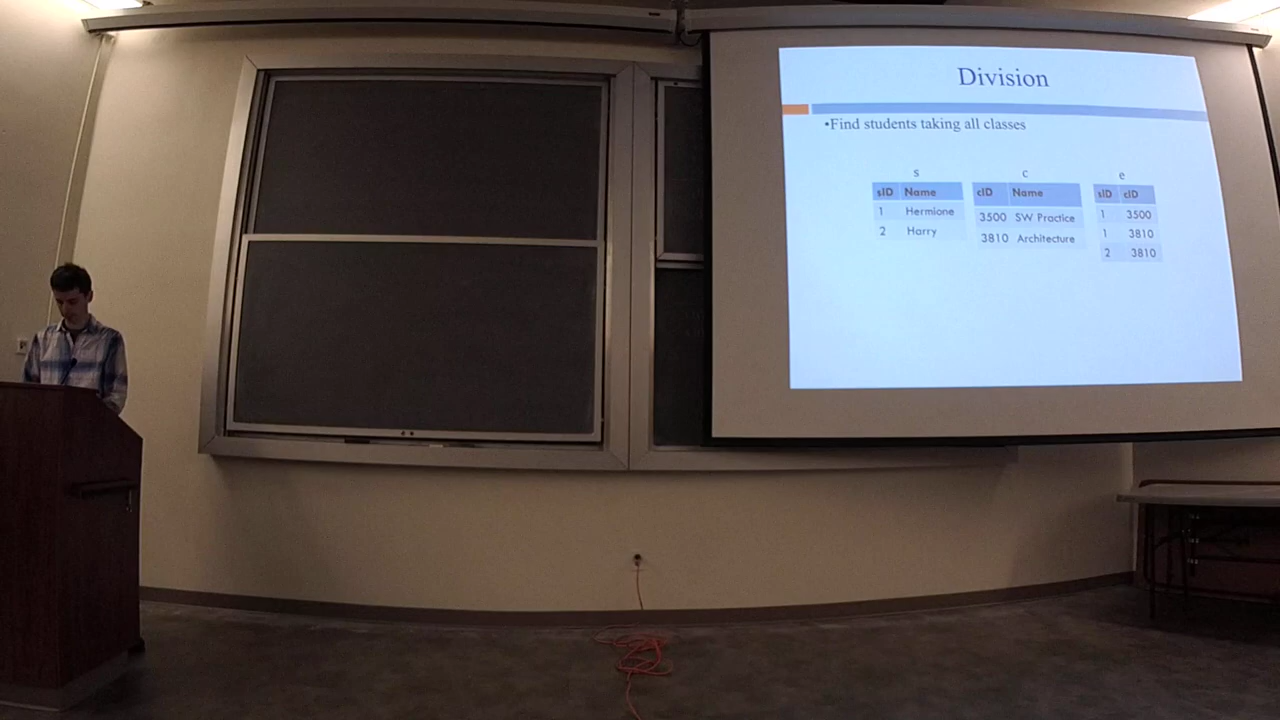 Division
•Find students taking all classes
s
sID Name
1 Hermione
2 Harry
c
cID Name
3500 SW Practice
3810 Architecture
e
sID cID
1 3500
1 3810
2 3810